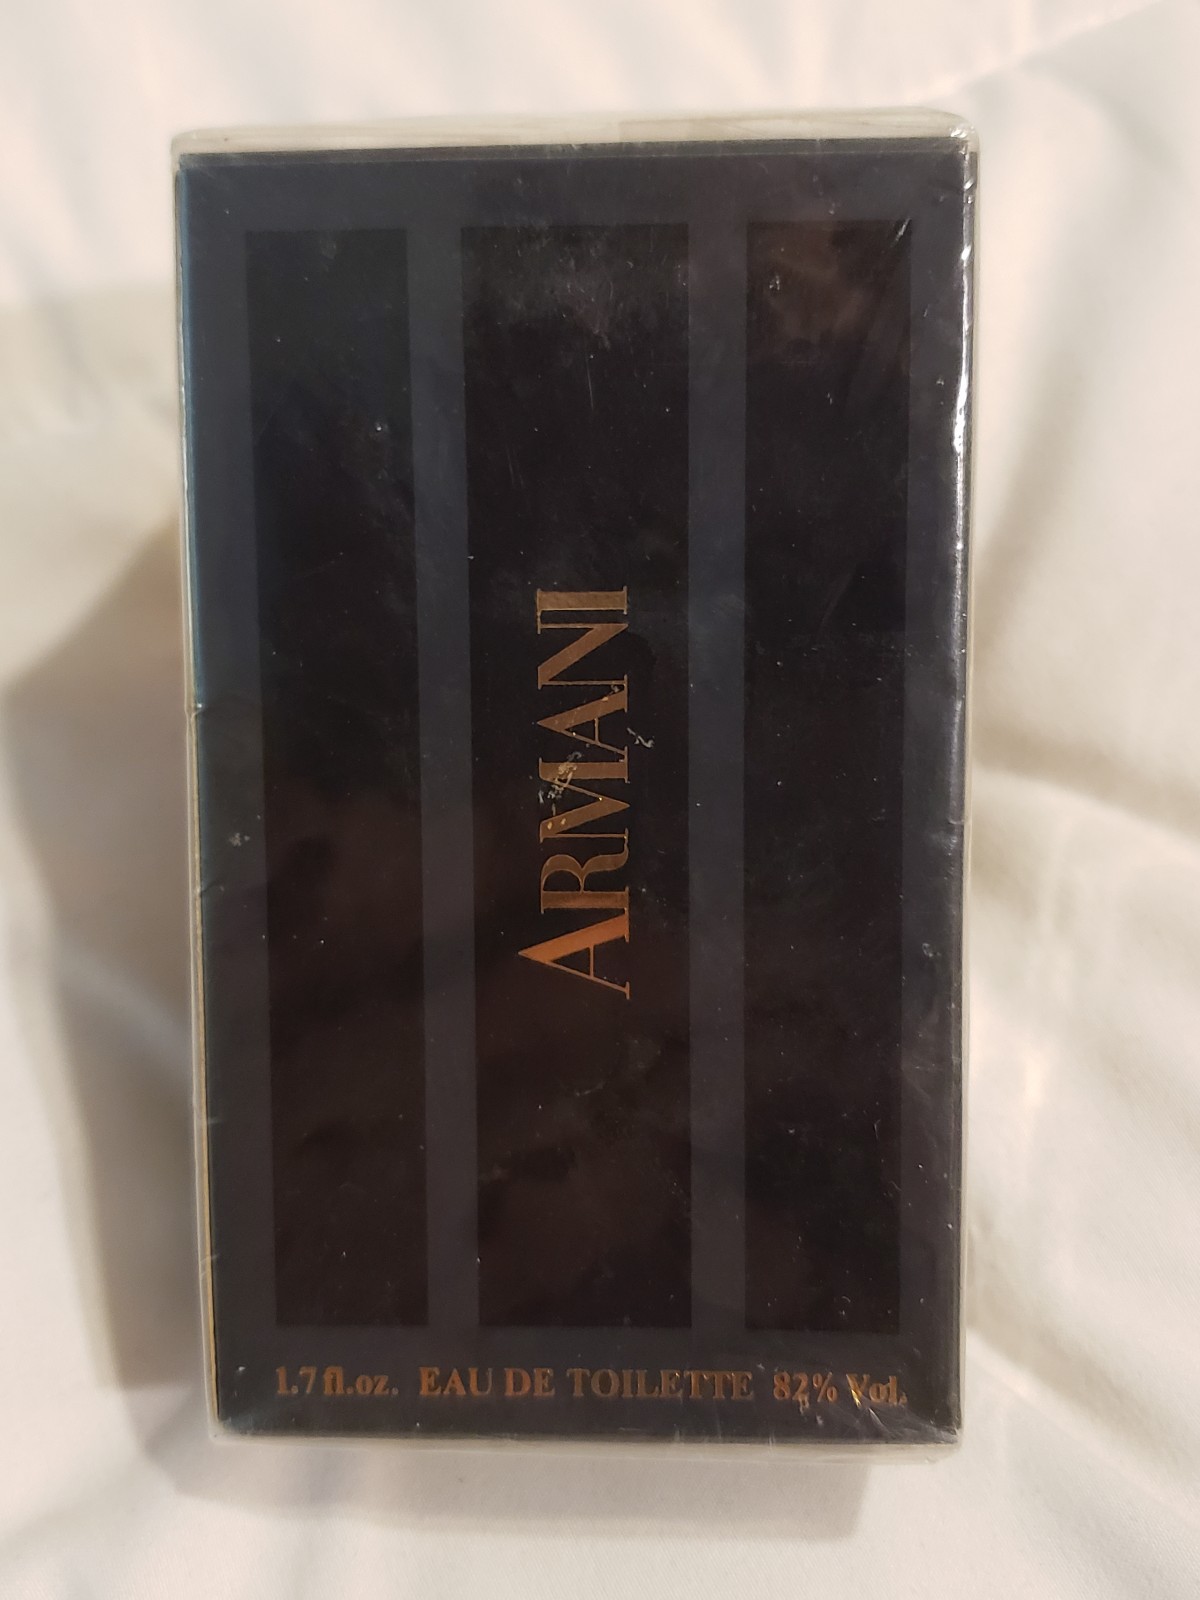 ARMANI
1.7 fl.oz. EAU DE TOILETTE 82% Vol.